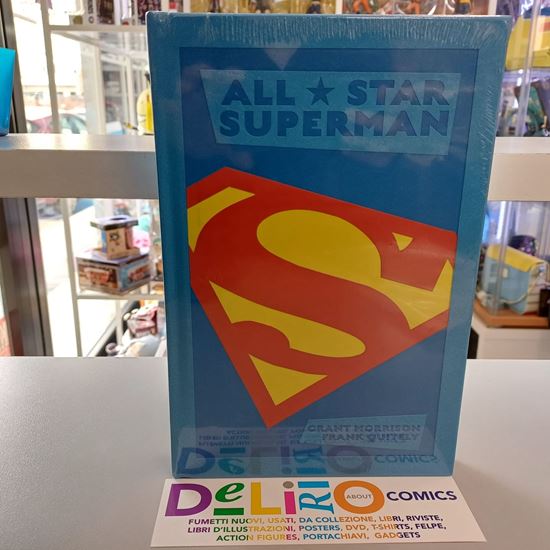 ALL ★ STAR
SUPERMAN
S
GRANT MORRISON
FRANK QUITELY
DELIRIO ABOUT COMICS
FUMETTI NUOVI, USATI, DA COLLEZIONE, LIBRI, RIVISTE,
LIBRI D'ILLUSTRAZIONI, POSTERS, DVD, T-SHIRTS, FELPE,
ACTION FIGURES, PORTACHIAVI, GADGETS